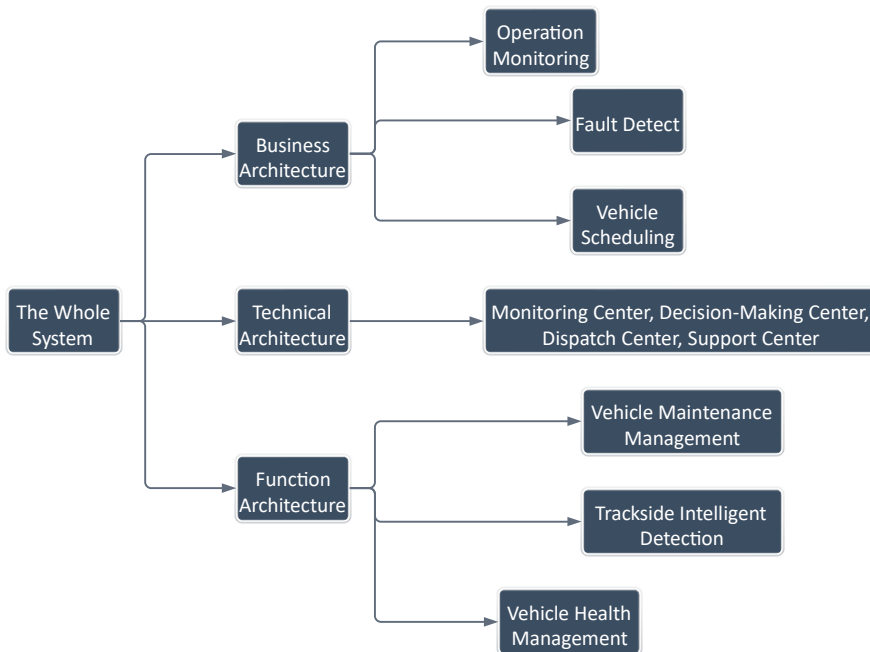 Operation
Monitoring
Fault Detect
Business
Architecture
Vehicle
Scheduling
The Whole
System
Technical
Architecture
Monitoring Center, Decision-Making Center,
Dispatch Center, Support Center
Vehicle Maintenance
Management
Function
Architecture
Trackside Intelligent
Detection
Vehicle Health
Management